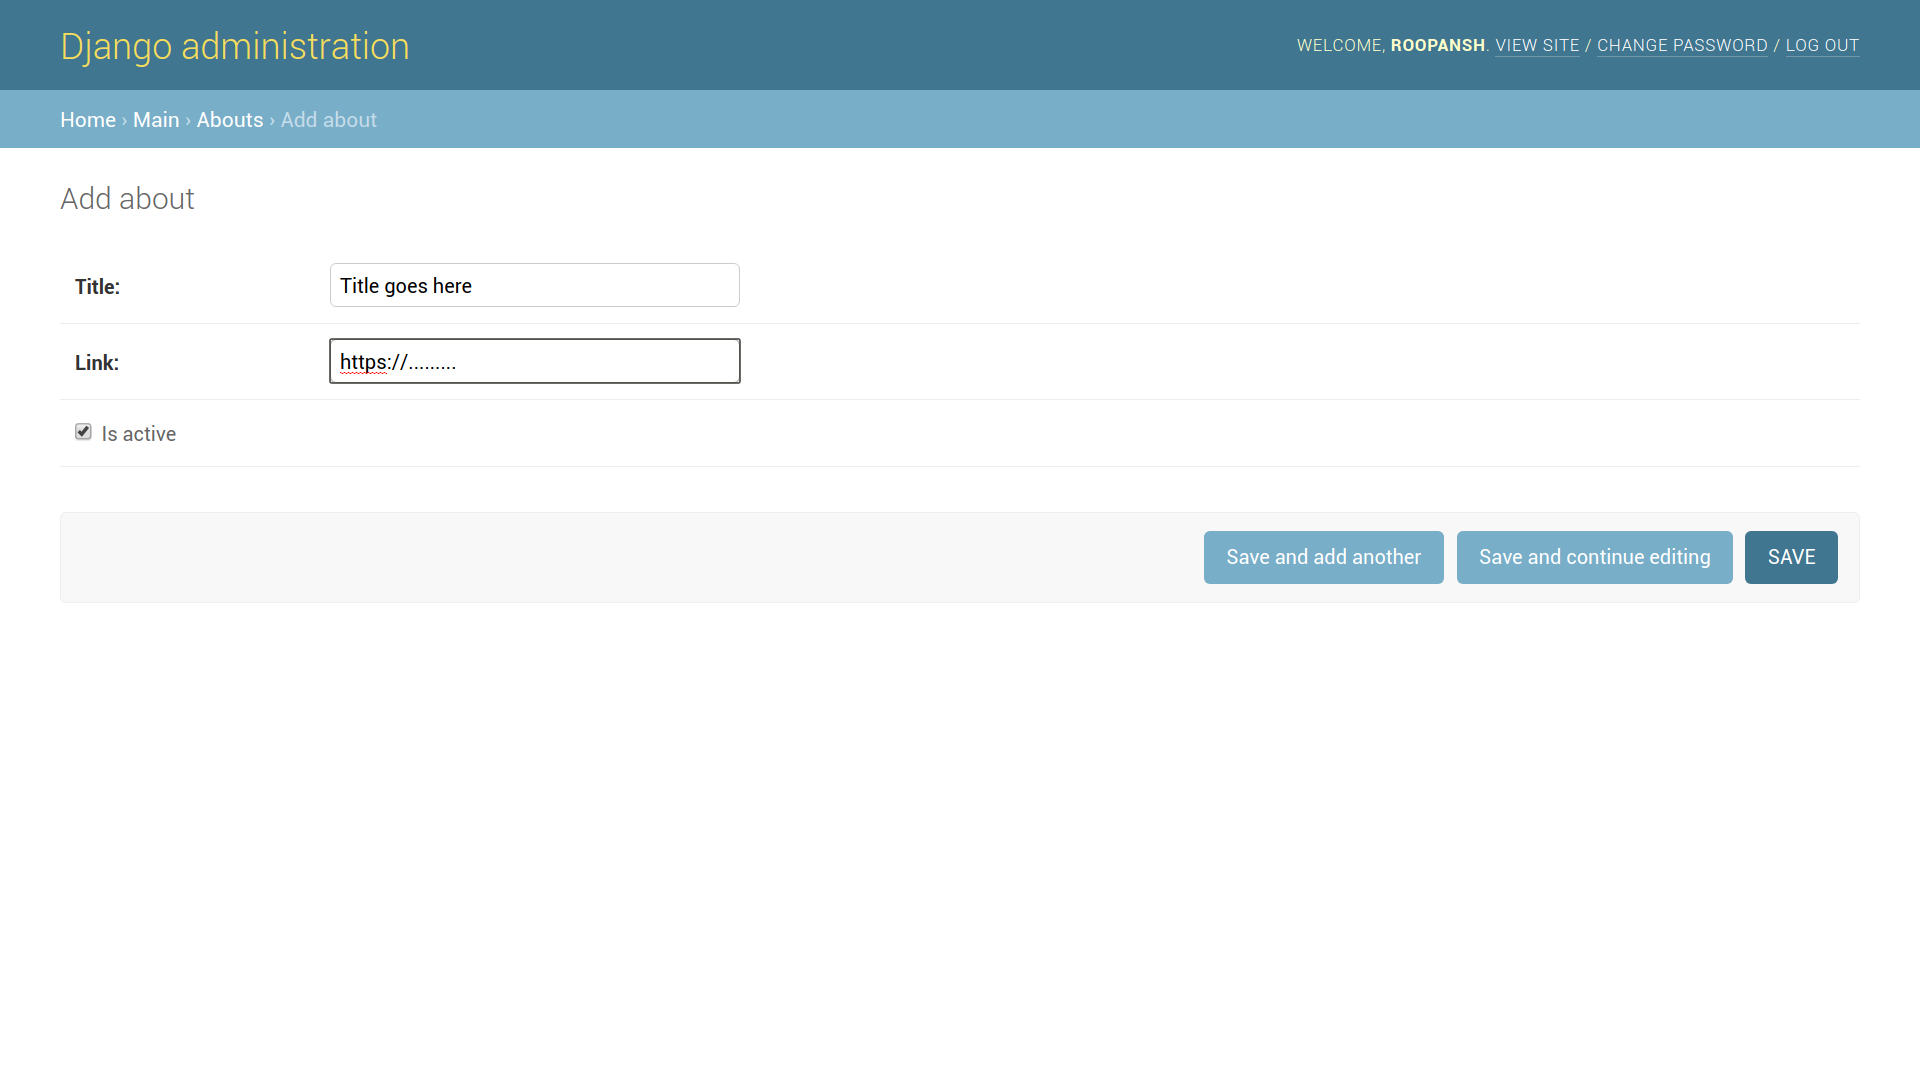 Django administration
WELCOME, ROOPANSH. VIEW SITE / CHANGE PASSWORD / LOG OUT
Home › Main › Abouts › Add about
Add about
Title: Title goes here
Link: https://.........
Is active
Save and add another Save and continue editing SAVE